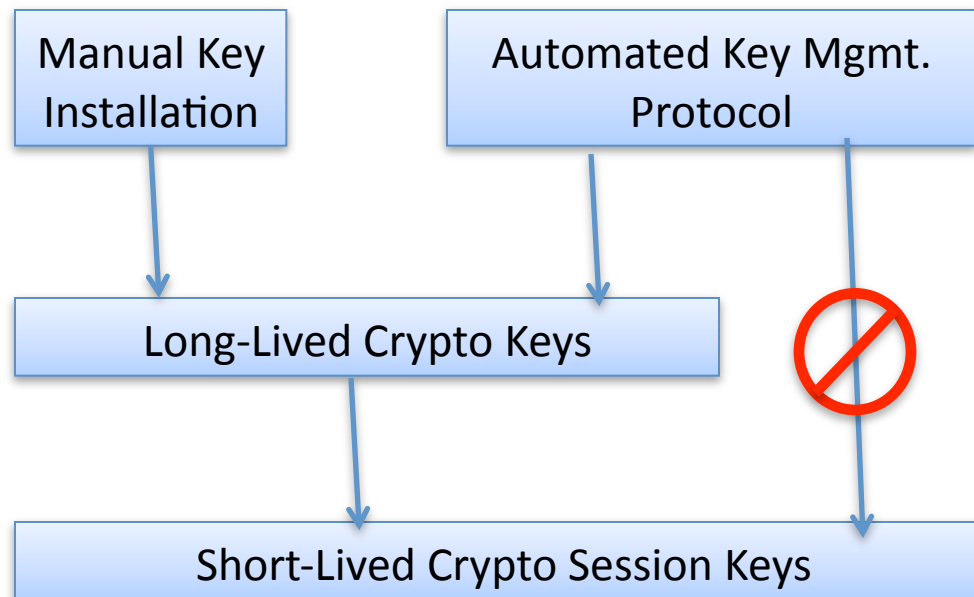 Manual Key
Installation
Automated Key Mgmt.
Protocol
Long-Lived Crypto Keys
Short-Lived Crypto Session Keys